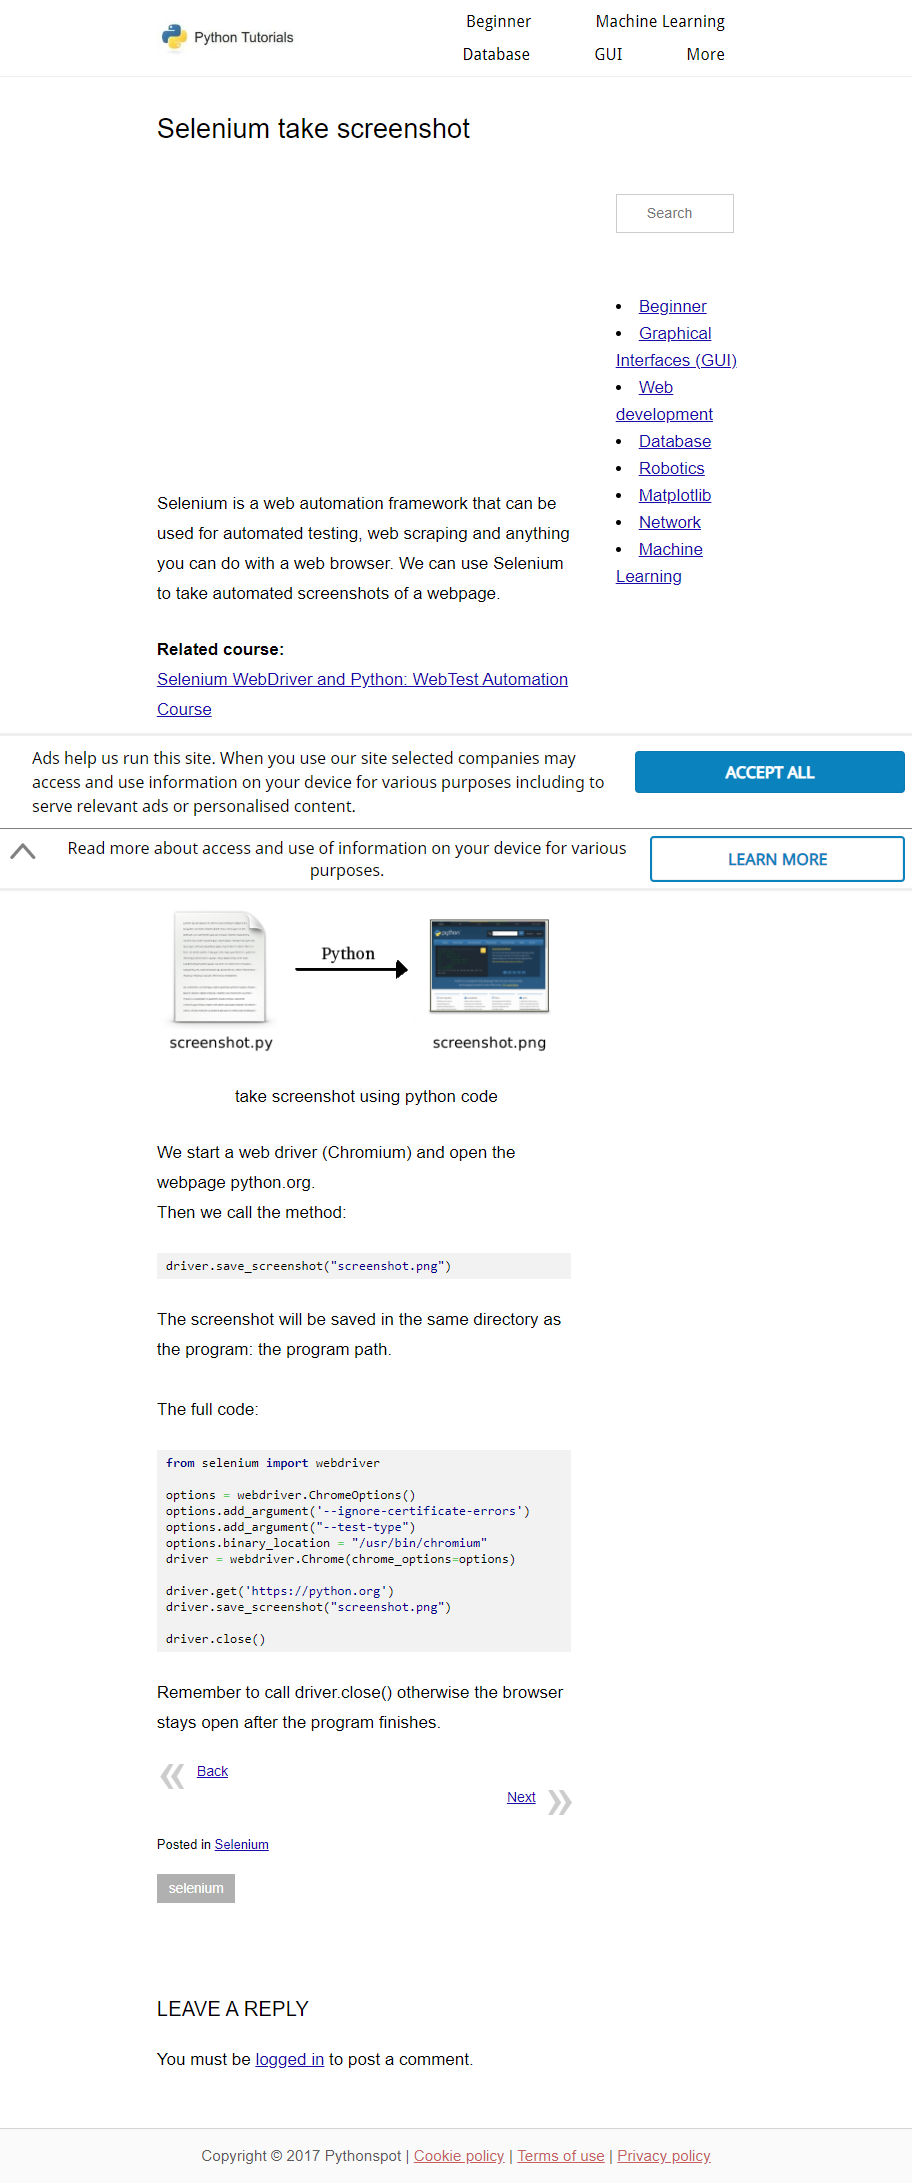 Python Tutorials
Beginner Machine Learning
Database GUI More
Selenium take screenshot
Search
• Beginner
• Graphical
Interfaces (GUI)
• Web
development
• Database
• Robotics
• Matplotlib
• Network
• Machine
Learning
Selenium is a web automation framework that can be
used for automated testing, web scraping and anything
you can do with a web browser. We can use Selenium
to take automated screenshots of a webpage.
Related course:
Selenium WebDriver and Python: WebTest Automation
Course
Ads help us run this site. When you use our site selected companies may
access and use information on your device for various purposes including to
serve relevant ads or personalised content.
ACCEPT ALL
Read more about access and use of information on your device for various
purposes.
LEARN MORE
Python
python
screenshot.py screenshot.png
take screenshot using python code
We start a web driver (Chromium) and open the
webpage python.org.
Then we call the method:
driver.save_screenshot("screenshot.png")
The screenshot will be saved in the same directory as
the program: the program path.
The full code:
from selenium import webdriver
options = webdriver.ChromeOptions()
options.add_argument('--ignore-certificate-errors')
options.add_argument("--test-type")
options.binary_location = "/usr/bin/chromium"
driver = webdriver.Chrome(chrome_options=options)
driver.get('https://python.org')
driver.save_screenshot("screenshot.png")
driver.close()
Remember to call driver.close() otherwise the browser
stays open after the program finishes.
Back
Next
Posted in Selenium
selenium
LEAVE A REPLY
You must be logged in to post a comment.
Copyright © 2017 Pythonspot | Cookie policy | Terms of use | Privacy policy